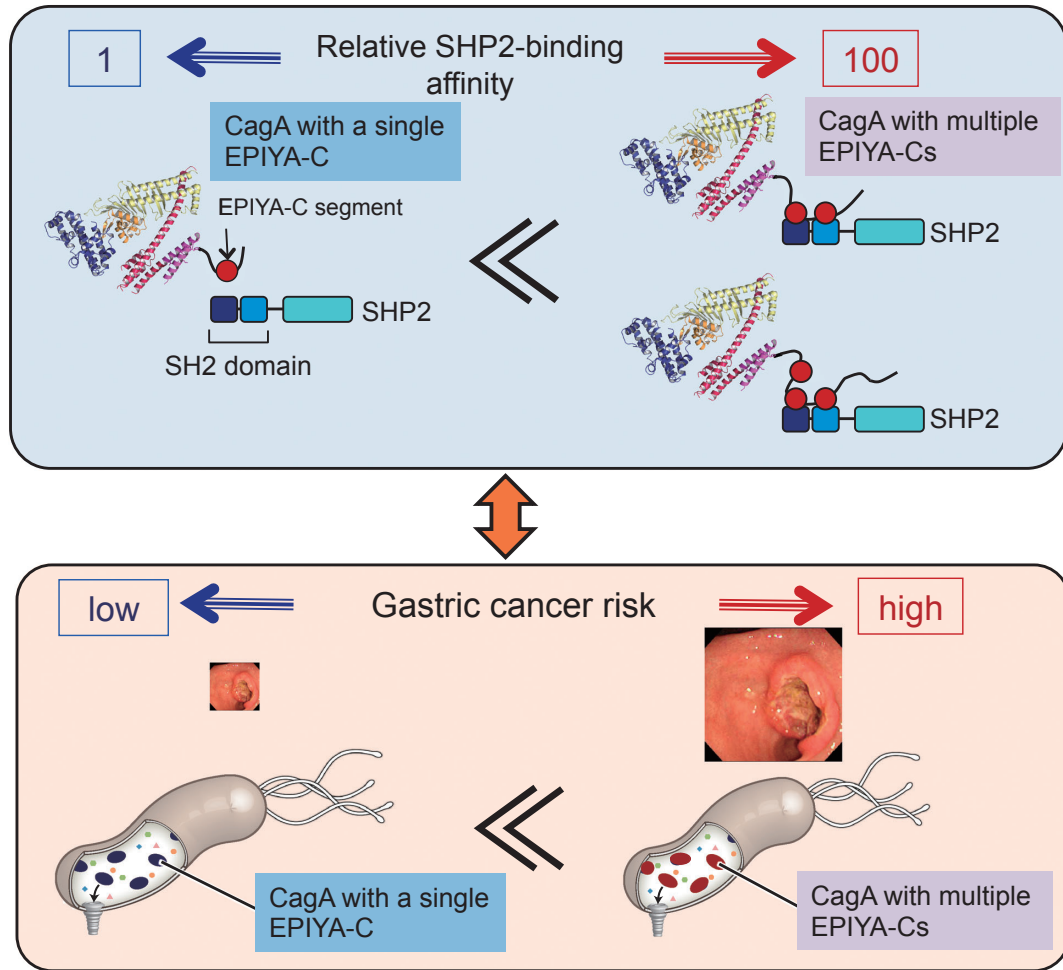 1
Relative SHP2-binding
affinity
100
CagA with a single
EPIYA-C
CagA with multiple
EPIYA-Cs
EPIYA-C segment
SHP2
SHP2
SH2 domain
SHP2
low
Gastric cancer risk
high
CagA with a single
EPIYA-C
CagA with multiple
EPIYA-Cs